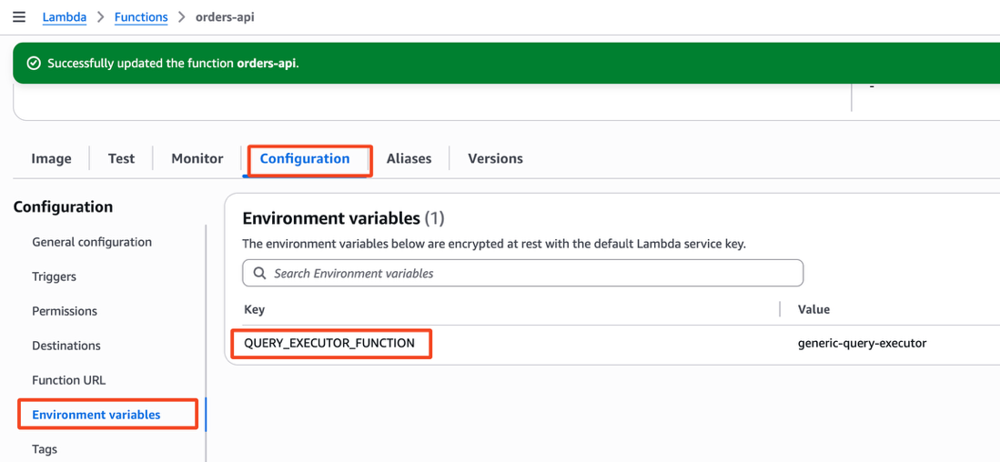 Lambda > Functions > orders-api
Successfully updated the function orders-api.
-
Image Test Monitor Configuration Aliases Versions
Configuration
General configuration
Triggers
Permissions
Destinations
Function URL
Environment variables
Tags
Environment variables (1)
The environment variables below are encrypted at rest with the default Lambda service key.
Search Environment variables
Key Value
QUERY_EXECUTOR_FUNCTION generic-query-executor